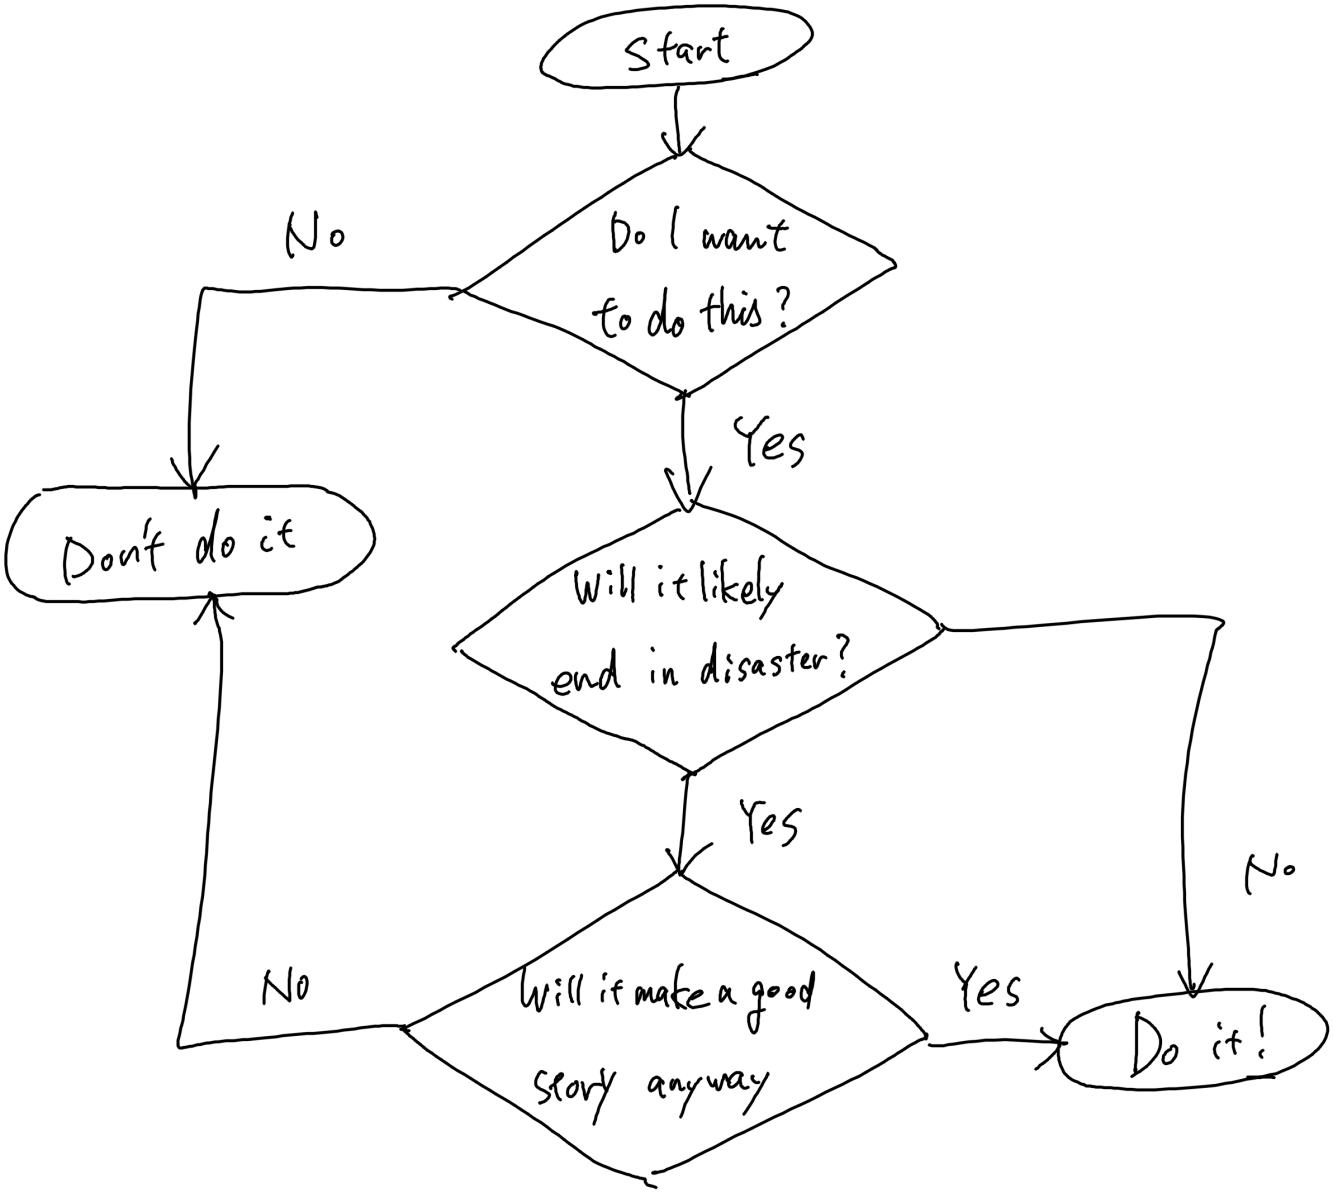 Start
No
Do I want
to do this?
Yes
Don't do it
Will it likely
end in disaster?
Yes
No
No
Will it make a good
story anyway
Yes
Do it!